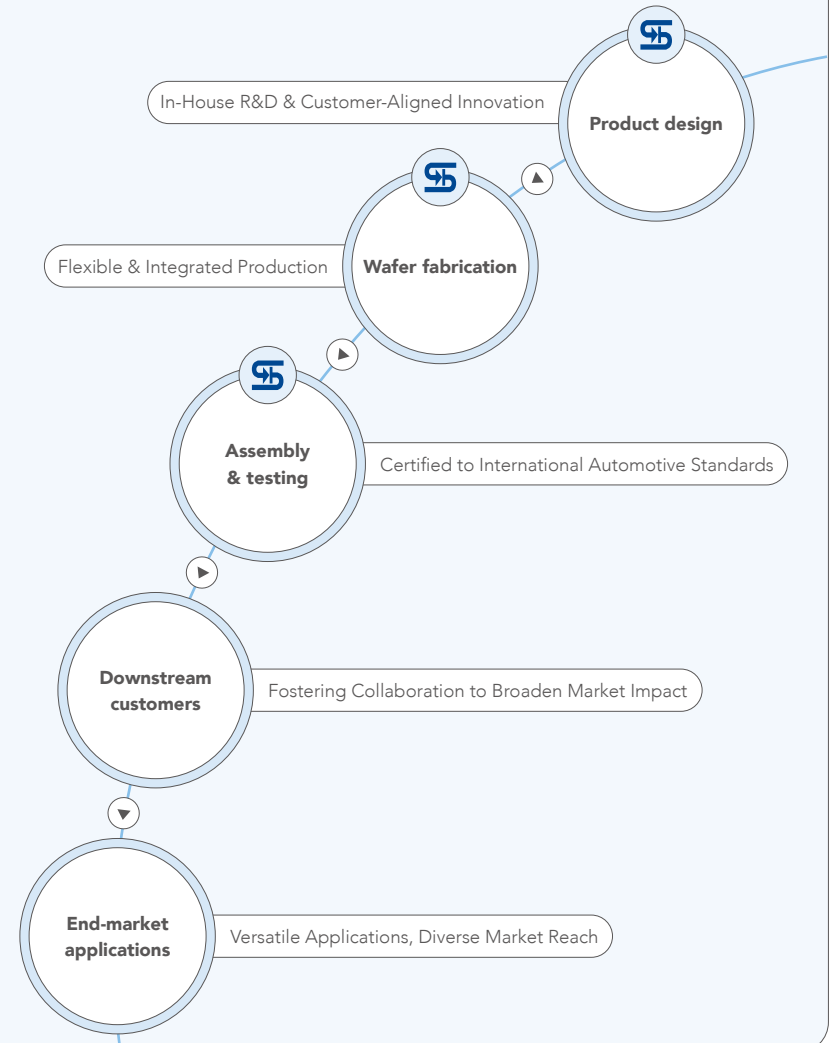 In-House R&D & Customer-Aligned Innovation
Product design
Flexible & Integrated Production
Wafer fabrication
Assembly
& testing
Certified to International Automotive Standards
Downstream
customers
Fostering Collaboration to Broaden Market Impact
End-market
applications
Versatile Applications, Diverse Market Reach